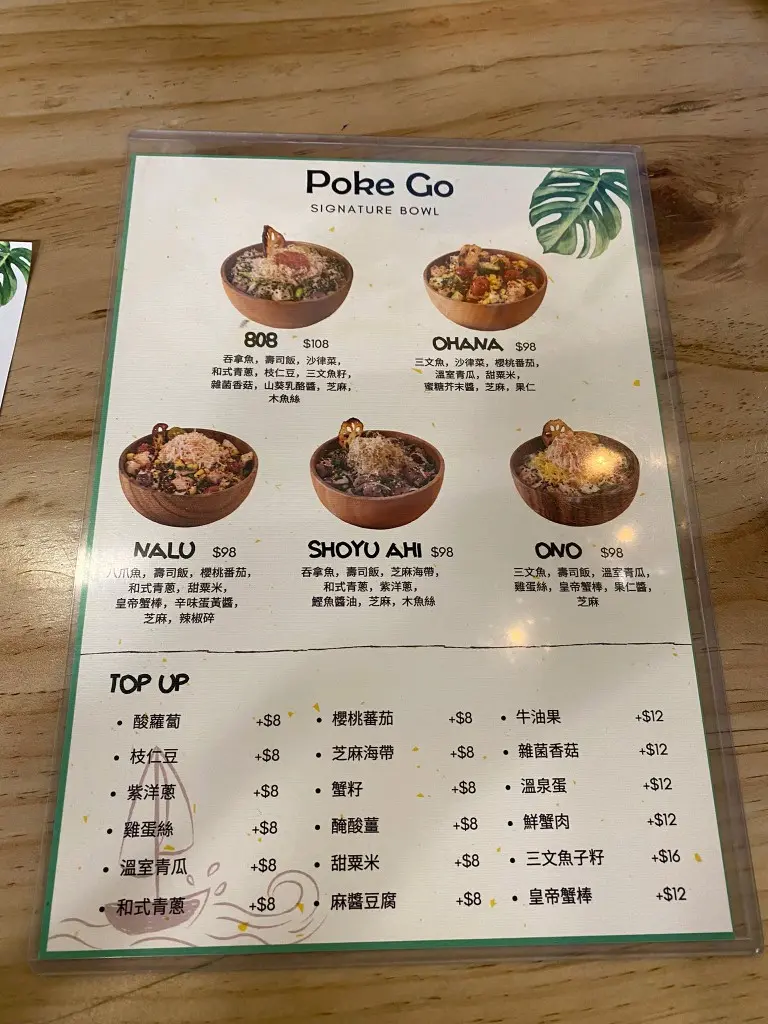 Poke Go
SIGNATURE BOWL
808 $108
吞拿魚，壽司飯，沙律菜，
和式青蔥，枝仁豆，三文魚籽，
雜菌香菇，山葵乳酪醬，芝麻，
木魚絲
OHANA $98
三文魚，沙律菜，櫻桃番茄，
溫室青瓜，甜粟米，
蜜糖芥末醬，芝麻，果仁
NALU $98
八爪魚，壽司飯，櫻桃番茄，
和式青蔥，甜粟米，
皇帝蟹棒，辛味蛋黃醬，
芝麻，辣椒碎
SHOYU AHI $98
吞拿魚，壽司飯，芝麻海帶，
和式青蔥，紫洋蔥，
鰹魚醬油，芝麻，木魚絲
ONO $98
三文魚，壽司飯，溫室青瓜，
雞蛋絲，皇帝蟹棒，果仁醬，
芝麻
TOP UP
• 酸蘿蔔 +$8
• 枝仁豆 +$8
• 紫洋蔥 +$8
• 雞蛋絲 +$8
• 溫室青瓜 +$8
• 和式青蔥 +$8
• 櫻桃蕃茄 +$8
• 芝麻海帶 +$8
• 蟹籽 +$8
• 醃酸薑 +$8
• 甜粟米 +$8
• 麻醬豆腐 +$8
• 牛油果 +$12
• 雜菌香菇 +$12
• 溫泉蛋 +$12
• 鮮蟹肉 +$12
• 三文魚子籽 +$16
• 皇帝蟹棒 +$12